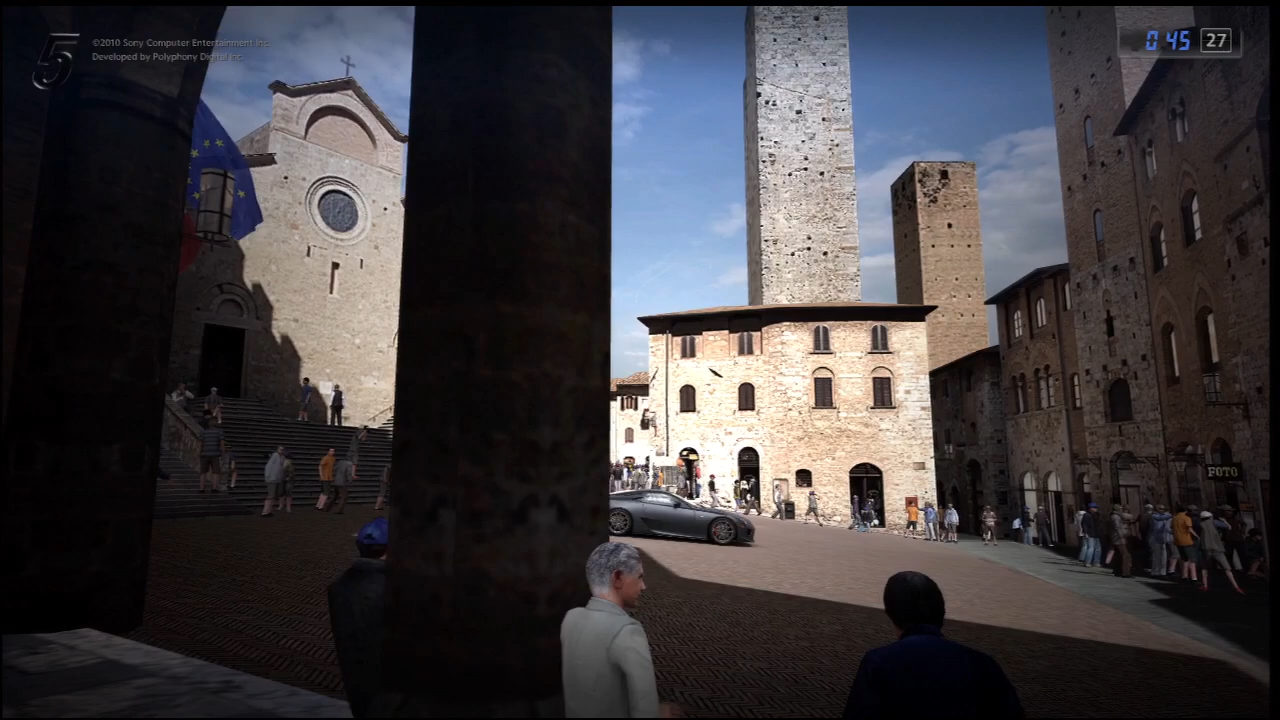 5
©2010 Sony Computer Entertainment Inc.
Developed by Polyphony Digital Inc.
0 45
27
FOTO